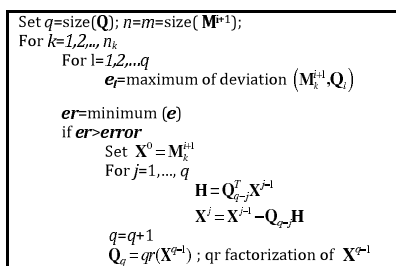 Set q=size(Q); n=m=size( M^{i+1});
For k=1,2,.., n_k
For l=1,2,...q
e_l=maximum of deviation (M_k^{i+1},Q_l)
er=minimum (e)
if er>error
Set X^0 = M_k^{i+1}
For j=1,..., q
H=Q_{q-j}^T X^{j-1}
X^j = X^{j-1}-Q_{q-j}H
q=q+1
Q_q=qr(X^{q-1}) ; qr factorization of X^{q-1}